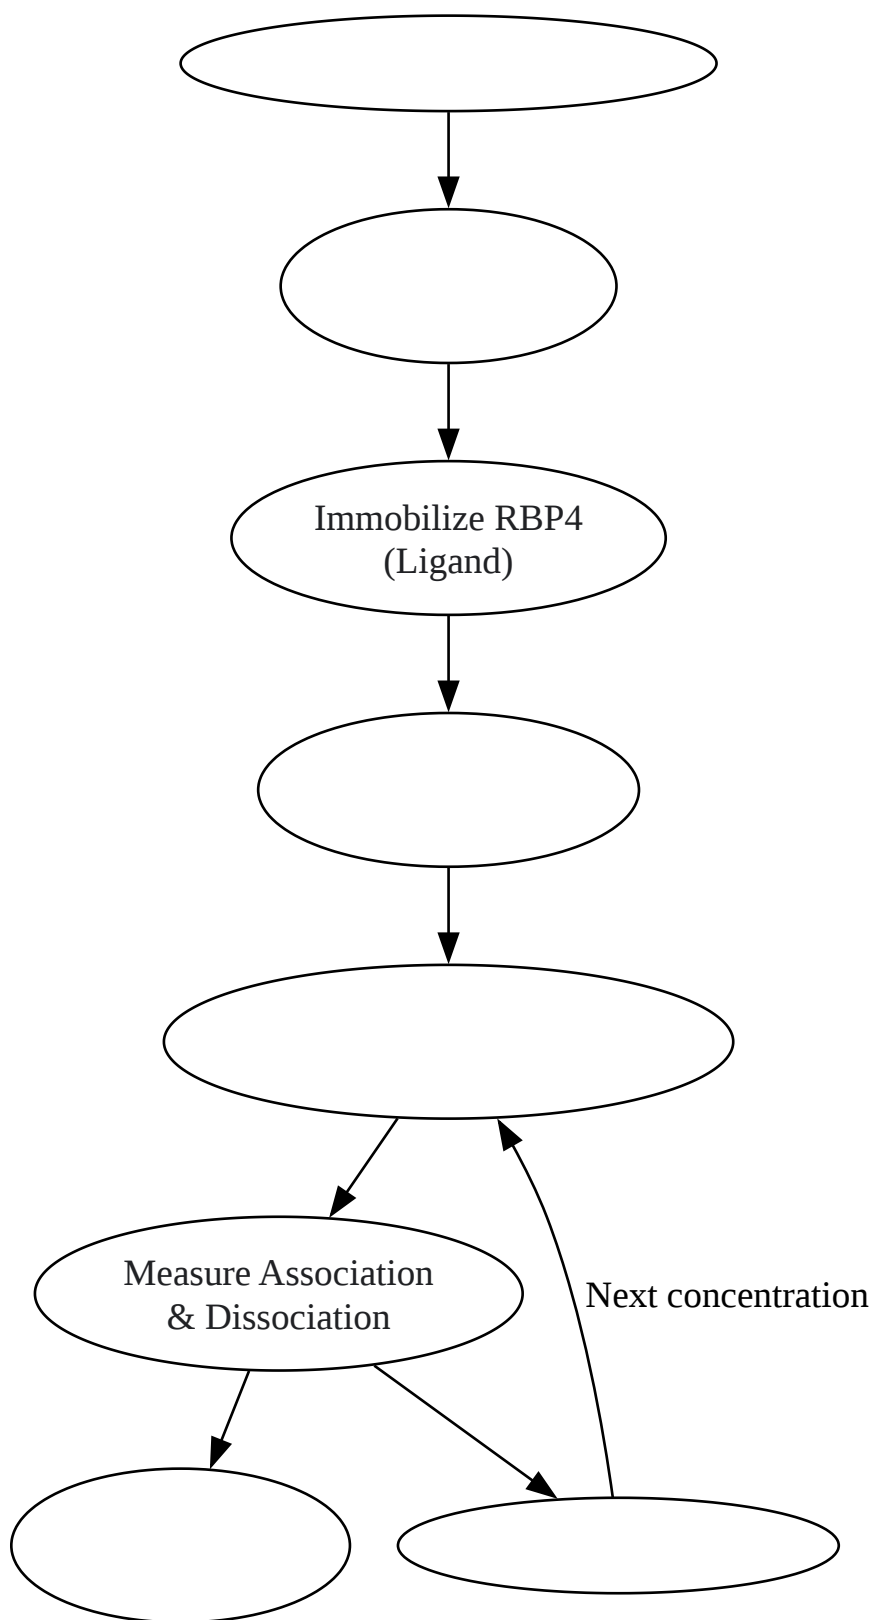 Immobilize RBP4
(Ligand)
Measure Association
& Dissociation
Next concentration